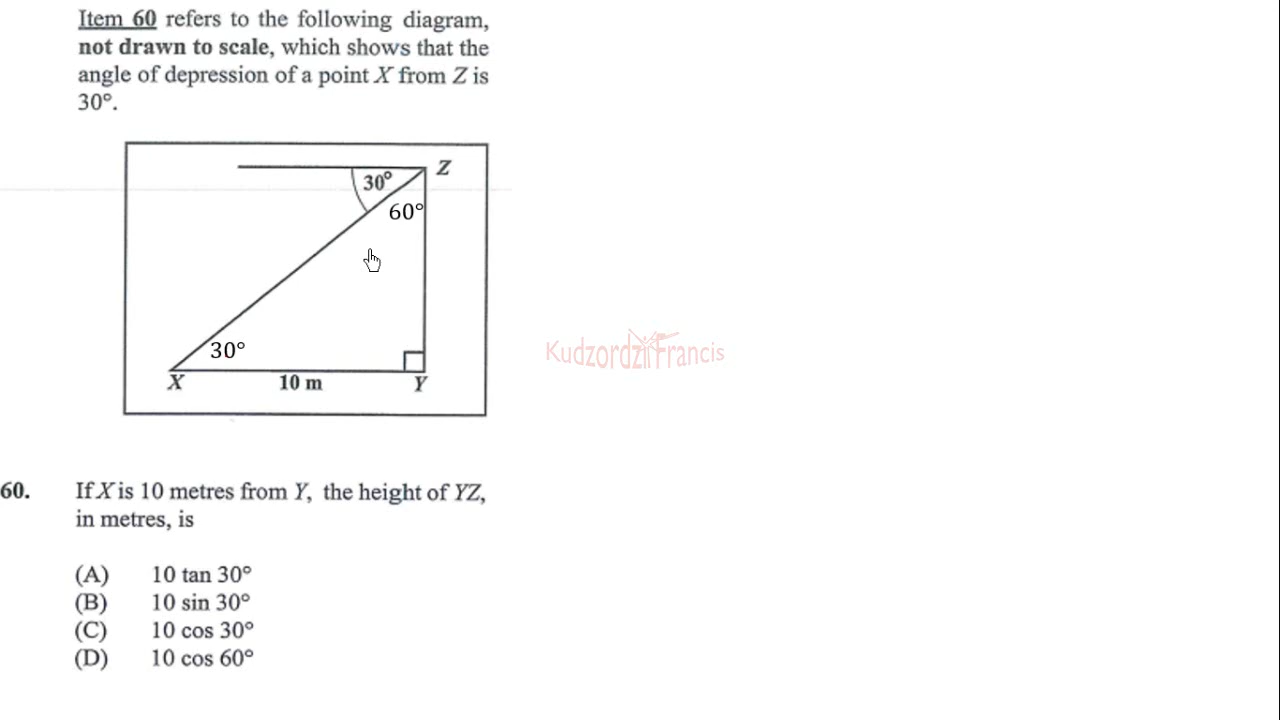 Item 60 refers to the following diagram,
not drawn to scale, which shows that the
angle of depression of a point X from Z is
30°.
Z
30°
60°
30°
X
10 m
Y
Kudzordzi Francis
60. If X is 10 metres from Y, the height of YZ,
in metres, is
(A) 10 tan 30°
(B) 10 sin 30°
(C) 10 cos 30°
(D) 10 cos 60°